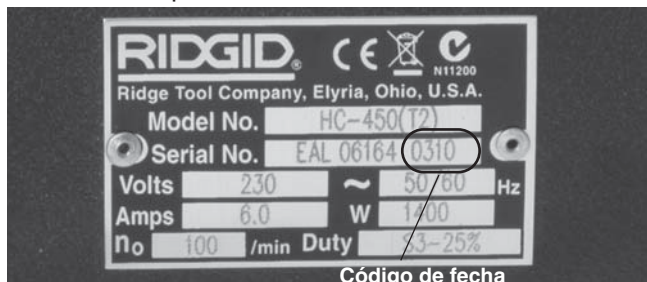 RIDGID® CE N11200
Ridge Tool Company, Elyria, Ohio, U.S.A.
Model No. HC-450(T2)
Serial No. EAL 06164 0310
Volts 230 ~ 50/60 Hz
Amps 6.0 W 1400
no 100 /min Duty S3-25%
Código de fecha